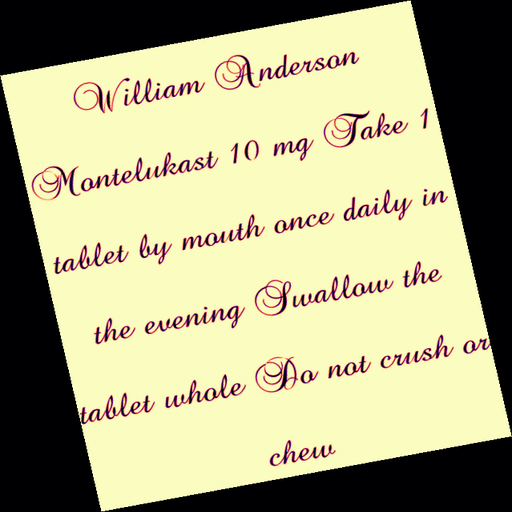 William Anderson
Montelukast 10 mg Take 1
tablet by mouth once daily in
the evening Swallow the
tablet whole Do not crush or
chew